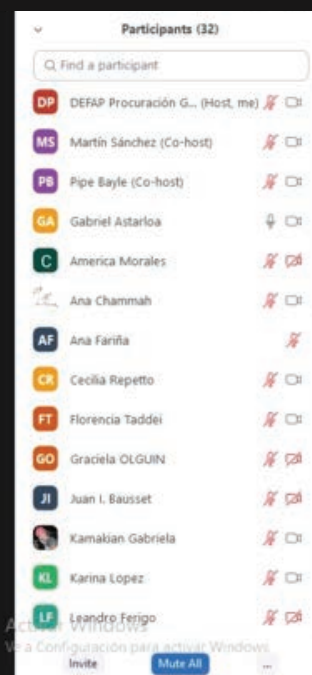 Participants (32)
Find a participant
DP DEFAP Procuración G... (Host, me)
MS Martín Sánchez (Co-host)
PB Pipe Bayle (Co-host)
GA Gabriel Astarloa
C America Morales
Ana Chammah
AF Ana Fariña
CR Cecilia Repetto
FT Florencia Taddei
GO Graciela OLGUIN
JI Juan I. Bausset
Kamakian Gabriela
KL Karina Lopez
LF Leandro Ferigo
Activar Windows
Ve a Configuración para activar Windows.
Invite Mute All ...